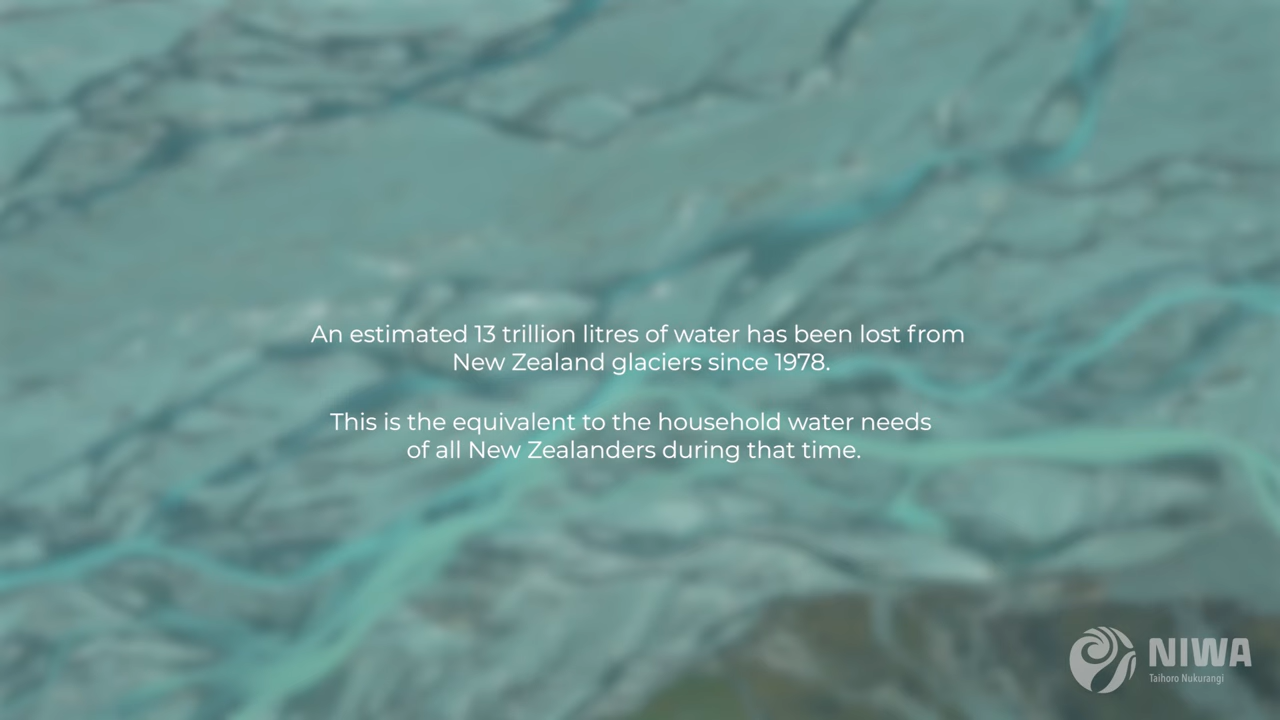 An estimated 13 trillion litres of water has been lost from
New Zealand glaciers since 1978.
This is the equivalent to the household water needs
of all New Zealanders during that time.
NIWA
Taihoro Nukurangi